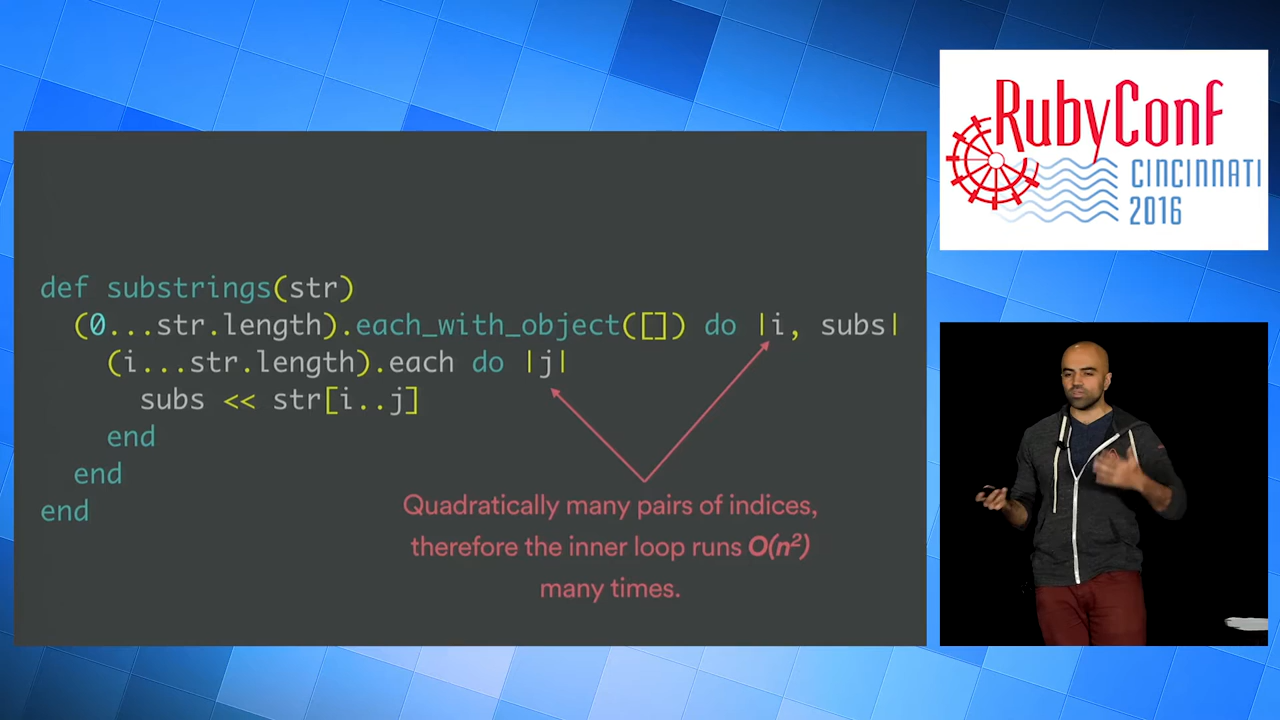 def substrings(str)
  (0...str.length).each_with_object([]) do |i, subs|
    (i...str.length).each do |j|
      subs << str[i..j]
    end
  end
end
Quadratically many pairs of indices,
therefore the inner loop runs O(n²)
many times.
RubyConf
CINCINNATI
2016